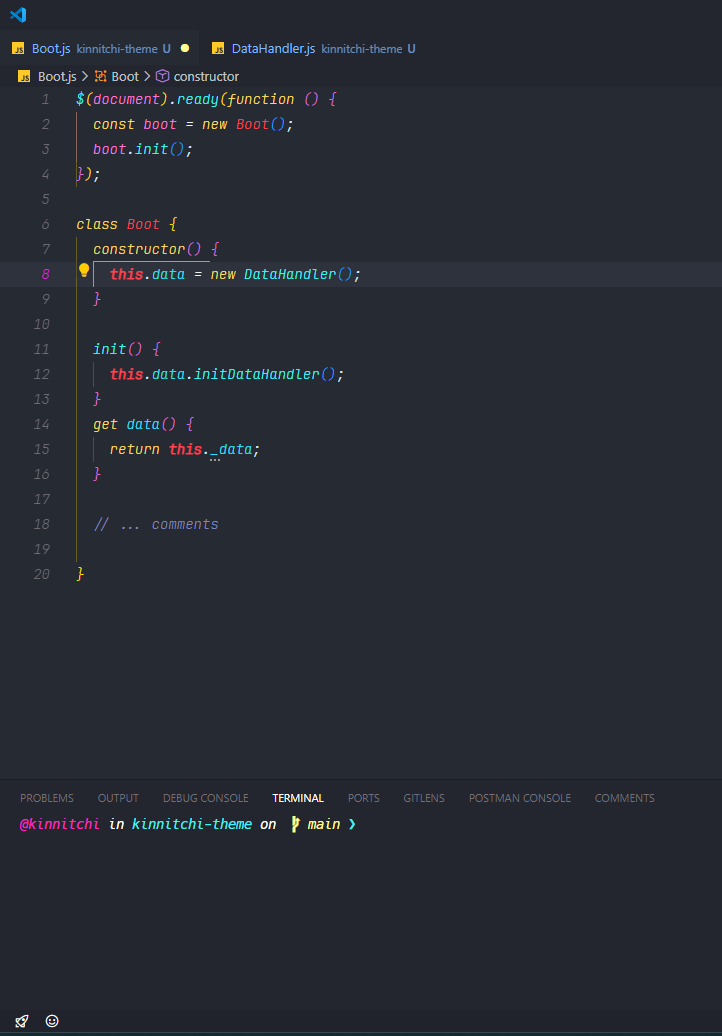 JS Boot.js kinnitchi-theme U JS DataHandler.js kinnitchi-theme U
JS Boot.js > Boot > constructor
1 $(document).ready(function () {
2 const boot = new Boot();
3 boot.init();
4 });
5
6 class Boot {
7 constructor() {
8 this.data = new DataHandler();
9 }
10
11 init() {
12 this.data.initDataHandler();
13 }
14 get data() {
15 return this._data;
16 }
17
18 // ... comments
19
20 }
PROBLEMS OUTPUT DEBUG CONSOLE TERMINAL PORTS GITLENS POSTMAN CONSOLE COMMENTS
@kinnitchi in kinnitchi-theme on main ❯